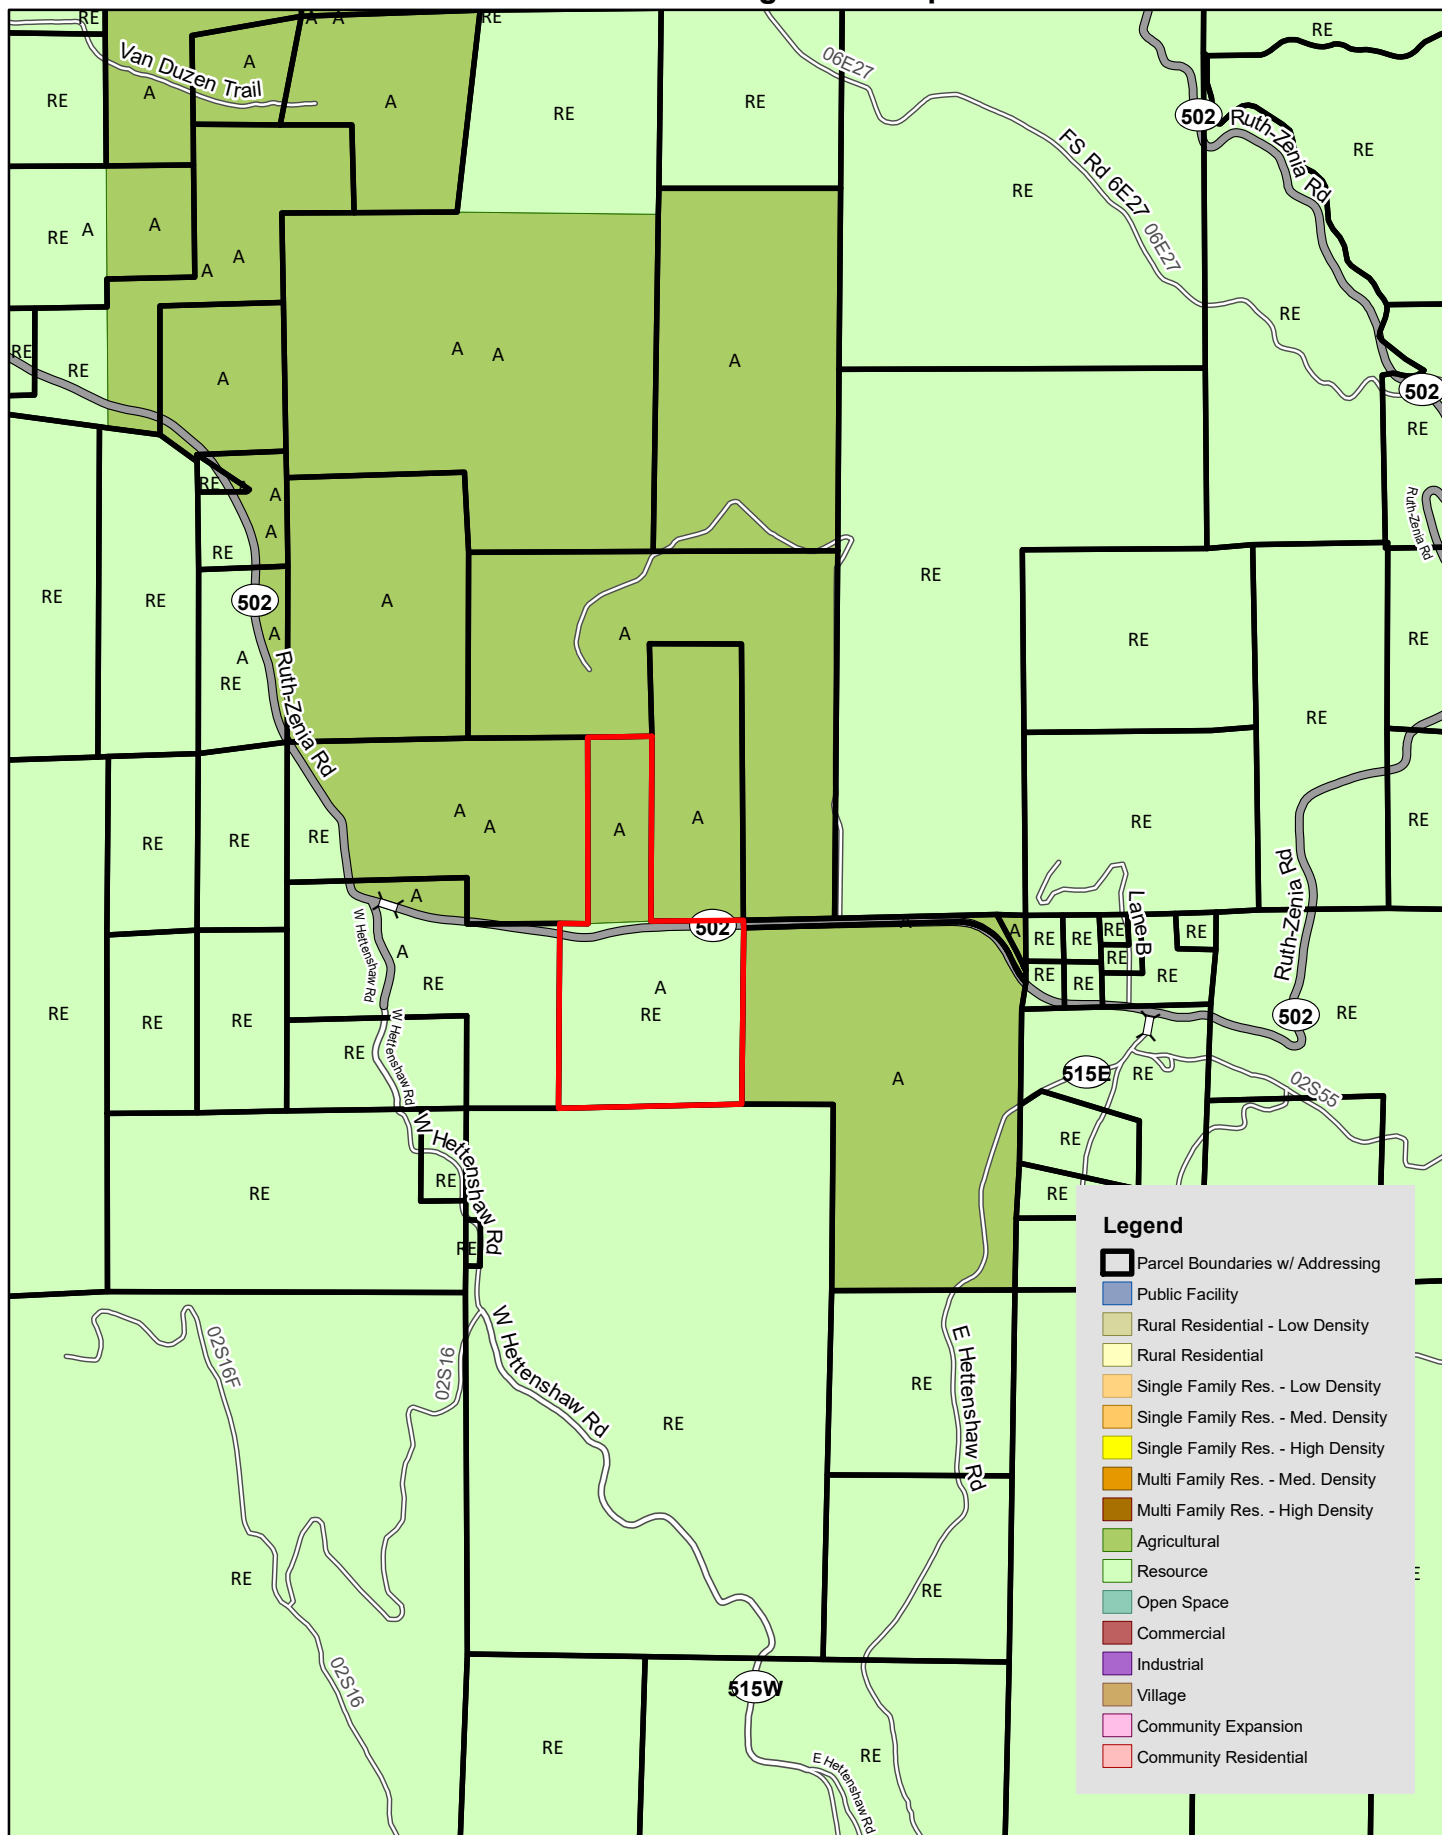 RE
A A
RE
RE
Van Duzen Trail
A
A
A
RE
RE
RE
06E27
502
Ruth-Zenia Rd
RE
FS Rd 6E27
RE
06E27
RE
A
A
A
A
RE
RE
RE
A
A A
A
RE
502
RE
RE
A
A
RE
Ruth-Zenia Rd
RE
RE
502
A
RE
RE
A
A
A
RE
Ruth-Zenia Rd
RE
RE
RE
RE
RE
RE
A
A
A
A
RE
Ruth-Zenia Rd
A
RE
RE
W Hettenshaw Rd
502
A
A
RE
RE
RE
RE
RE
RE
RE
RE
Lane B
RE
A
RE
RE
RE
RE
W Hettenshaw Rd
RE
A
502
RE
515E
RE
02S55
RE
RE
W Hettenshaw Rd
RE
RE
RE
02S16F
02S16
W Hettenshaw Rd
RE
RE
E Hettenshaw Rd
RE
RE
02S16
515W
RE
E Hettenshaw Rd
RE
Legend
Parcel Boundaries w/ Addressing
Public Facility
Rural Residential - Low Density
Rural Residential
Single Family Res. - Low Density
Single Family Res. - Med. Density
Single Family Res. - High Density
Multi Family Res. - Med. Density
Multi Family Res. - High Density
Agricultural
Resource
Open Space
Commercial
Industrial
Village
Community Expansion
Community Residential